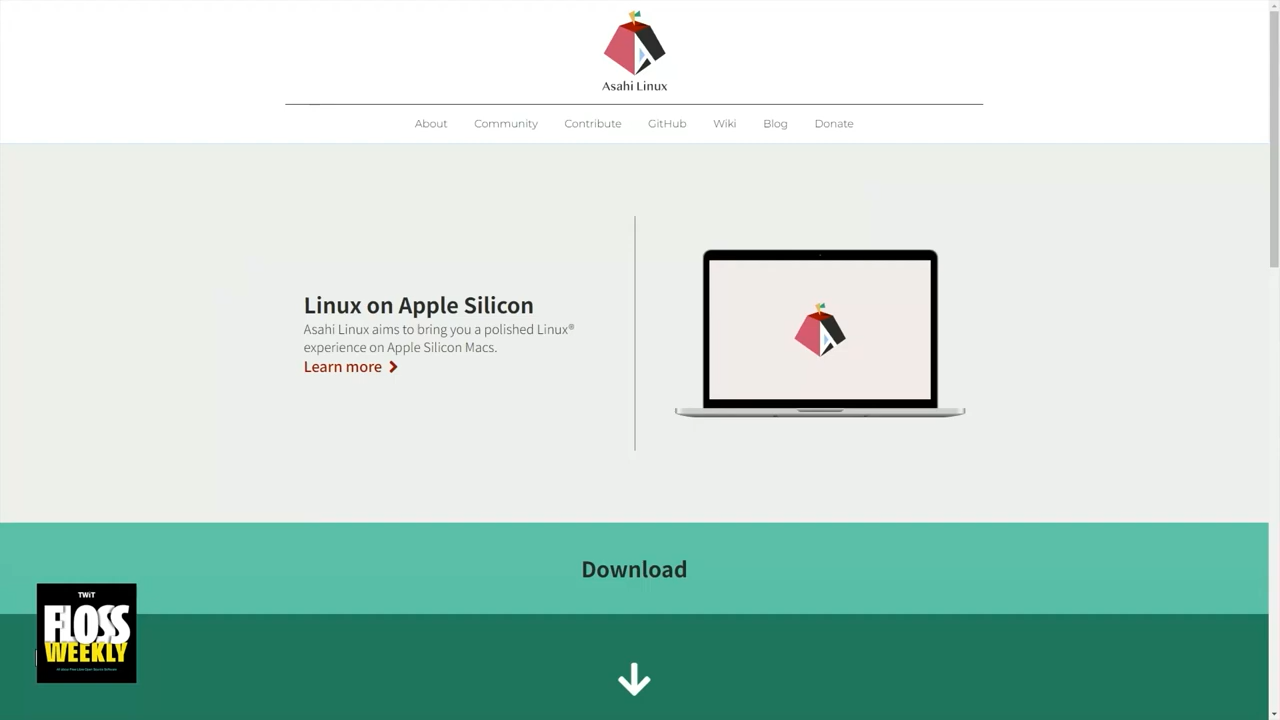 Asahi Linux
About Community Contribute GitHub Wiki Blog Donate
Linux on Apple Silicon
Asahi Linux aims to bring you a polished Linux®
experience on Apple Silicon Macs.
Learn more
Download
TWiT
FLOSS
WEEKLY